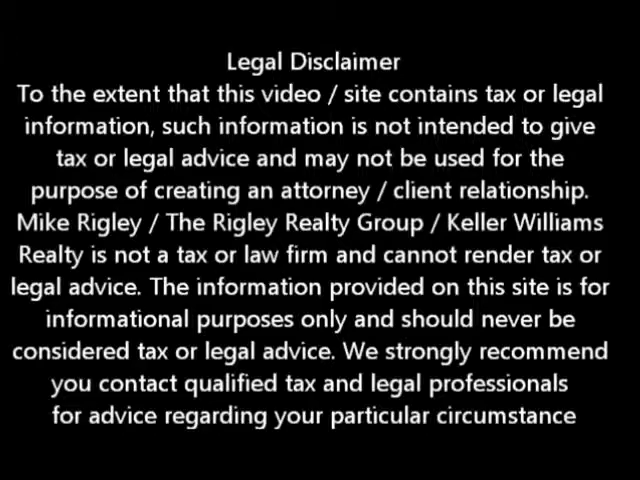 Legal Disclaimer
To the extent that this video / site contains tax or legal
information, such information is not intended to give
tax or legal advice and may not be used for the
purpose of creating an attorney / client relationship.
Mike Rigley / The Rigley Realty Group / Keller Williams
Realty is not a tax or law firm and cannot render tax or
legal advice. The information provided on this site is for
informational purposes only and should never be
considered tax or legal advice. We strongly recommend
you contact qualified tax and legal professionals
for advice regarding your particular circumstance